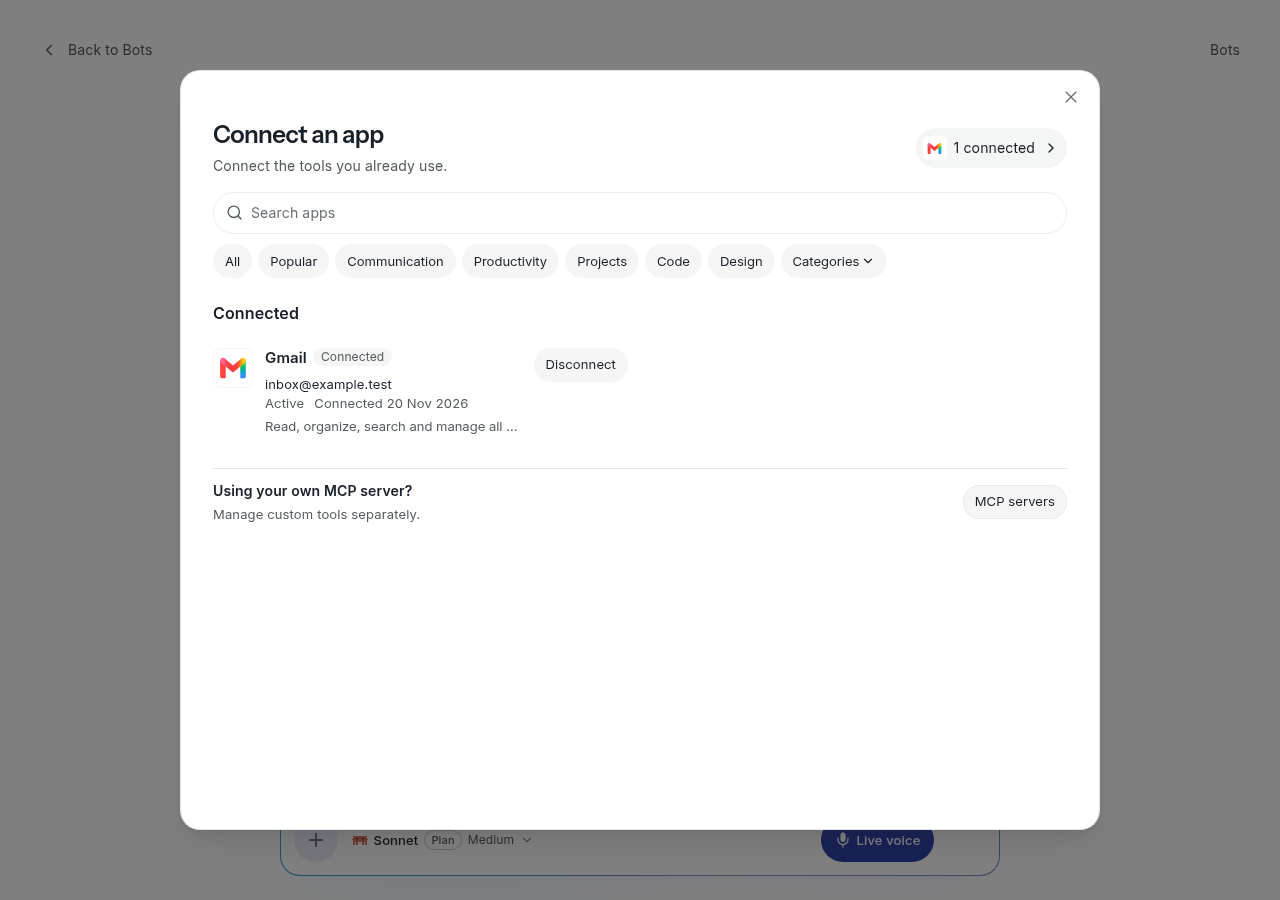 Back to Bots
Bots
Connect an app
Connect the tools you already use.
1 connected
Search apps
All
Popular
Communication
Productivity
Projects
Code
Design
Categories
Connected
Gmail
Connected
Disconnect
inbox@example.test
Active Connected 20 Nov 2026
Read, organize, search and manage all ...
Using your own MCP server?
Manage custom tools separately.
MCP servers
Sonnet
Plan
Medium
Live voice